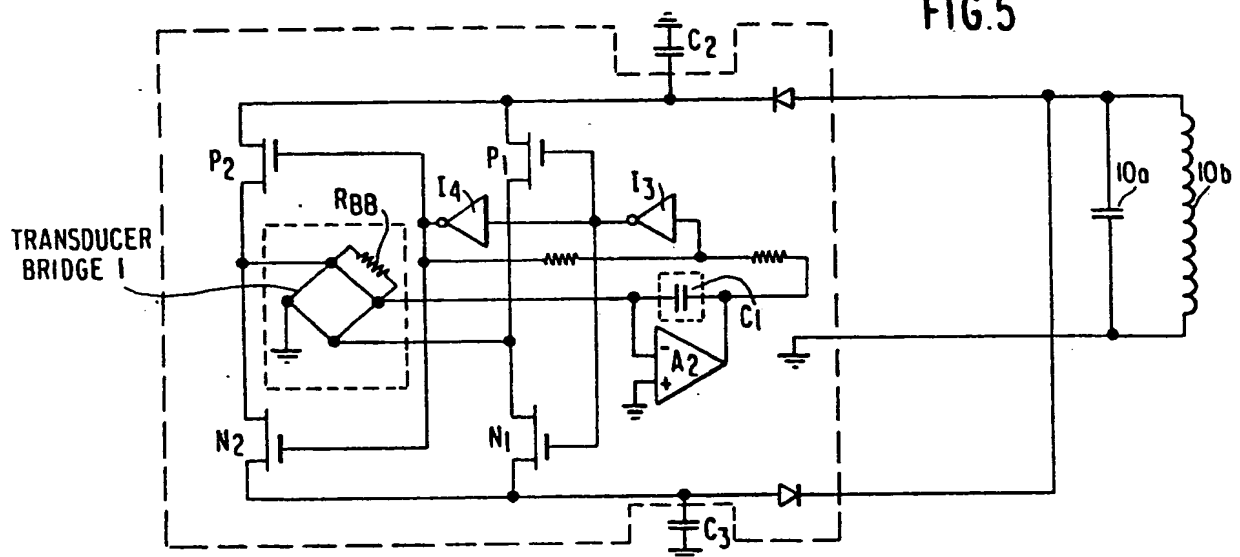 FIG.5
C2
P2
P1
I4
I3
RBB
10a
10b
TRANSDUCER
BRIDGE 1
C1
-
A2
+
N2
N1
C3